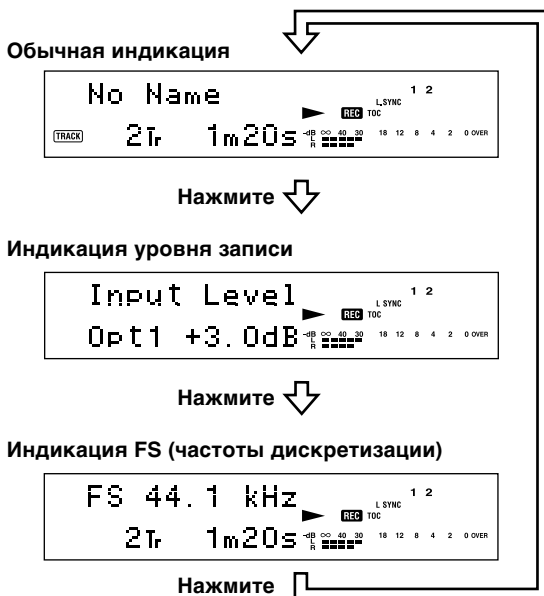 Обычная индикация
No Name
1 2
L SYNC
REC TOC
TRACK 2Tr 1m20s -dB ∞ 40 30 18 12 8 4 2 0 OVER
L
R
Нажмите
Индикация уровня записи
Input Level
1 2
L SYNC
REC TOC
Opt1 +3.0dB -dB ∞ 40 30 18 12 8 4 2 0 OVER
L
R
Нажмите
Индикация FS (частоты дискретизации)
FS 44.1 kHz
1 2
L SYNC
REC TOC
2Tr 1m20s -dB ∞ 40 30 18 12 8 4 2 0 OVER
L
R
Нажмите